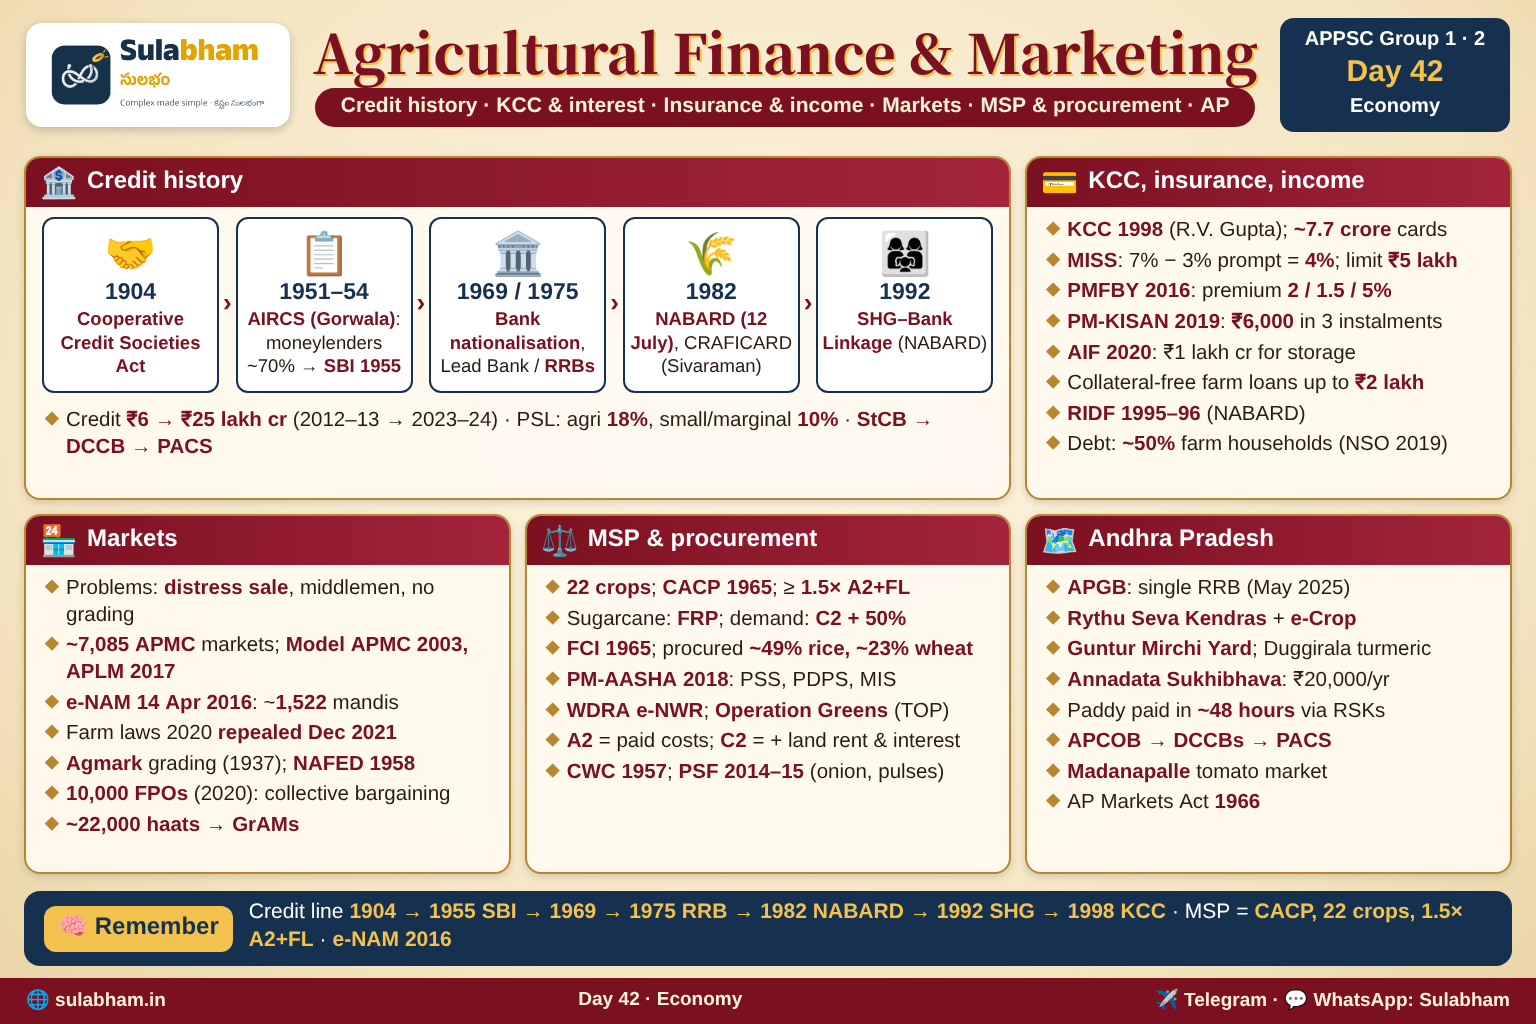 Sulabham
సులభం
Complex made simple · కష్టం సులభంగా
Agricultural Finance & Marketing
Credit history · KCC & interest · Insurance & income · Markets · MSP & procurement · AP
APPSC Group 1 · 2
Day 42
Economy
Credit history
1904
Cooperative
Credit Societies
Act
›
1951–54
AIRCS (Gorwala):
moneylenders
~70% → SBI 1955
›
1969 / 1975
Bank
nationalisation,
Lead Bank / RRBs
›
1982
NABARD (12
July), CRAFICARD
(Sivaraman)
›
1992
SHG–Bank
Linkage (NABARD)
◆ Credit ₹6 → ₹25 lakh cr (2012–13 → 2023–24) · PSL: agri 18%, small/marginal 10% · StCB →
DCCB → PACS
KCC, insurance, income
◆ KCC 1998 (R.V. Gupta); ~7.7 crore cards
◆ MISS: 7% − 3% prompt = 4%; limit ₹5 lakh
◆ PMFBY 2016: premium 2 / 1.5 / 5%
◆ PM-KISAN 2019: ₹6,000 in 3 instalments
◆ AIF 2020: ₹1 lakh cr for storage
◆ Collateral-free farm loans up to ₹2 lakh
◆ RIDF 1995–96 (NABARD)
◆ Debt: ~50% farm households (NSO 2019)
24
Markets
◆ Problems: distress sale, middlemen, no
grading
◆ ~7,085 APMC markets; Model APMC 2003,
APLM 2017
◆ e-NAM 14 Apr 2016: ~1,522 mandis
◆ Farm laws 2020 repealed Dec 2021
◆ Agmark grading (1937); NAFED 1958
◆ 10,000 FPOs (2020): collective bargaining
◆ ~22,000 haats → GrAMs
MSP & procurement
◆ 22 crops; CACP 1965; ≥ 1.5× A2+FL
◆ Sugarcane: FRP; demand: C2 + 50%
◆ FCI 1965; procured ~49% rice, ~23% wheat
◆ PM-AASHA 2018: PSS, PDPS, MIS
◆ WDRA e-NWR; Operation Greens (TOP)
◆ A2 = paid costs; C2 = + land rent & interest
◆ CWC 1957; PSF 2014–15 (onion, pulses)
Andhra Pradesh
◆ APGB: single RRB (May 2025)
◆ Rythu Seva Kendras + e-Crop
◆ Guntur Mirchi Yard; Duggirala turmeric
◆ Annadata Sukhibhava: ₹20,000/yr
◆ Paddy paid in ~48 hours via RSKs
◆ APCOB → DCCBs → PACS
◆ Madanapalle tomato market
◆ AP Markets Act 1966
Remember
Credit line 1904 → 1955 SBI → 1969 → 1975 RRB → 1982 NABARD → 1992 SHG → 1998 KCC · MSP = CACP, 22 crops, 1.5×
A2+FL · e-NAM 2016
sulabham.in
Day 42 · Economy
Telegram · WhatsApp: Sulabham